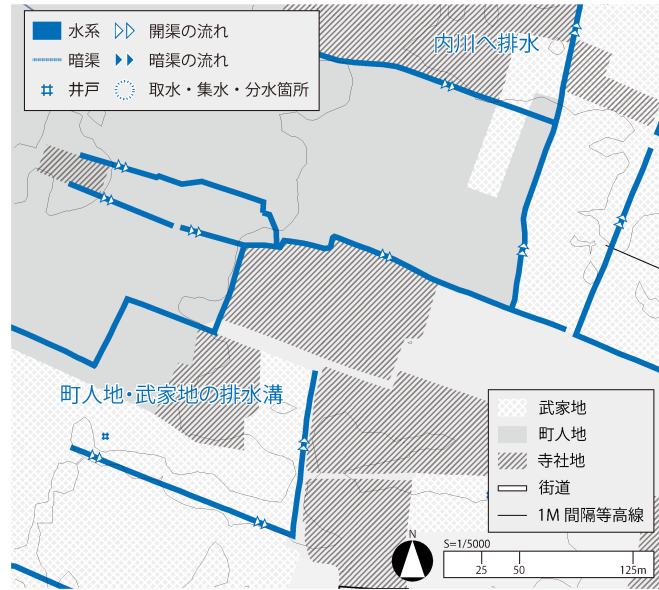 水系 開渠の流れ
暗渠 暗渠の流れ
井戸 取水・集水・分水箇所
内川へ排水
町人地・武家地の排水溝
武家地
町人地
寺社地
街道
1M 間隔等高線
N
S=1/5000
25 50 125m